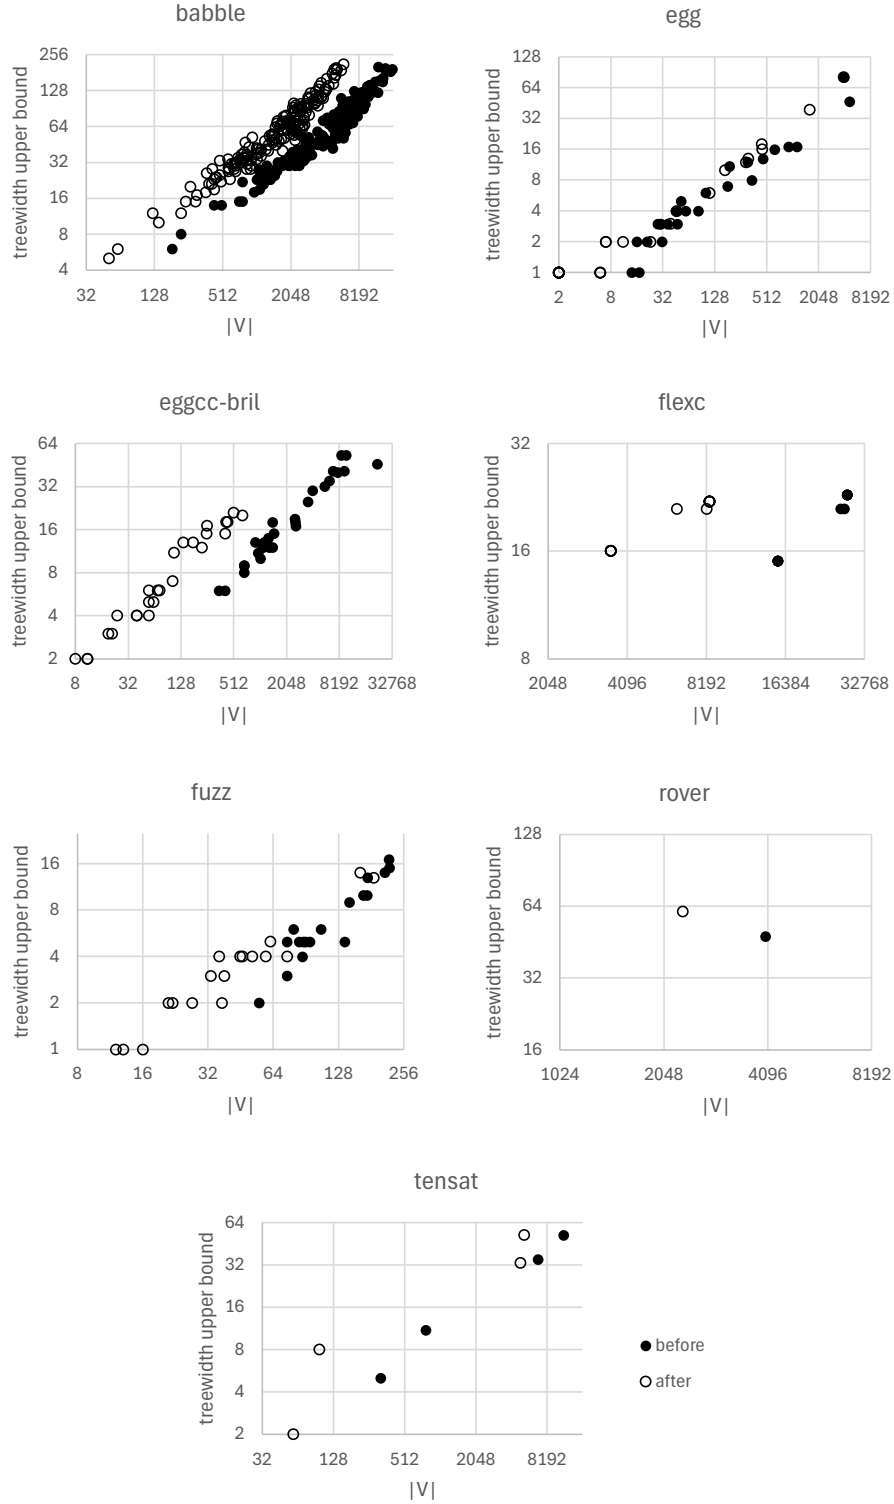 babble
treewidth upper bound
256
128
64
32
16
8
4
32 128 512 2048 8192
|V|
egg
treewidth upper bound
128
64
32
16
8
4
2
1
2 8 32 128 512 2048 8192
|V|
eggcc-bril
treewidth upper bound
64
32
16
8
4
2
8 32 128 512 2048 8192 32768
|V|
flexc
treewidth upper bound
32
16
8
2048 4096 8192 16384 32768
|V|
fuzz
treewidth upper bound
16
8
4
2
1
8 16 32 64 128 256
|V|
rover
treewidth upper bound
128
64
32
16
1024 2048 4096 8192
|V|
tensat
treewidth upper bound
64
32
16
8
4
2
32 128 512 2048 8192
|V|
before
after